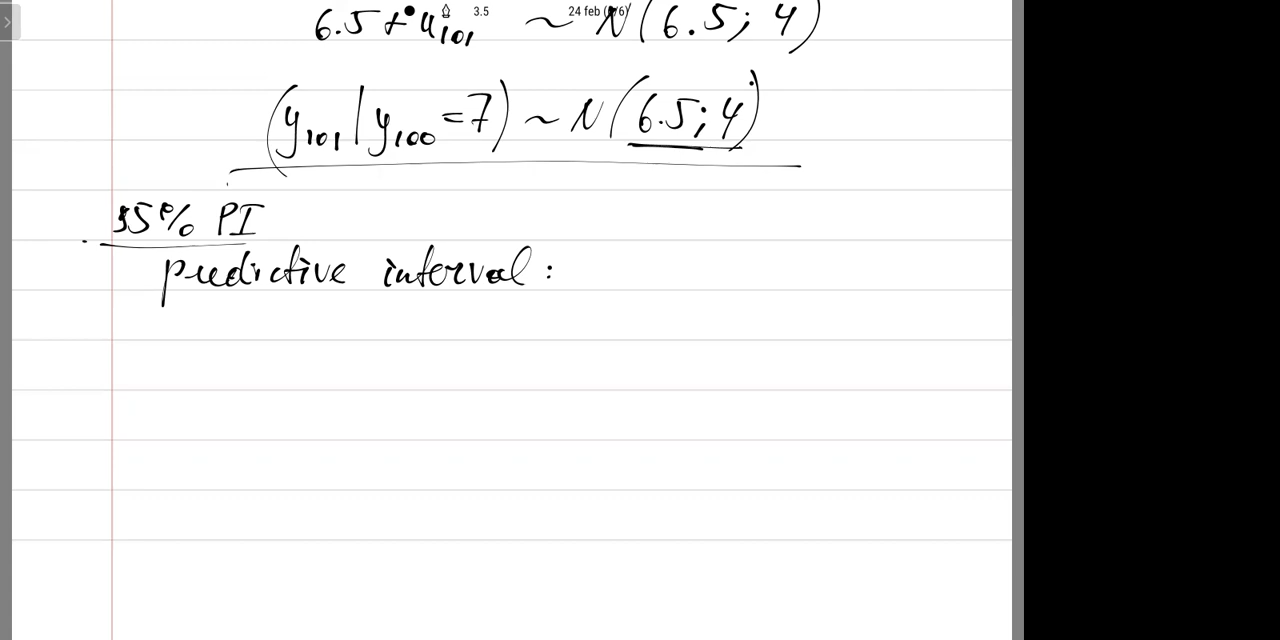 3.5 24 feb (
6.5 + u₁₀₁ ~ N(6.5; 4)
(y₁₀₁ | y₁₀₀ = 7) ~ N(6.5; 4)
95% PI
predictive interval: